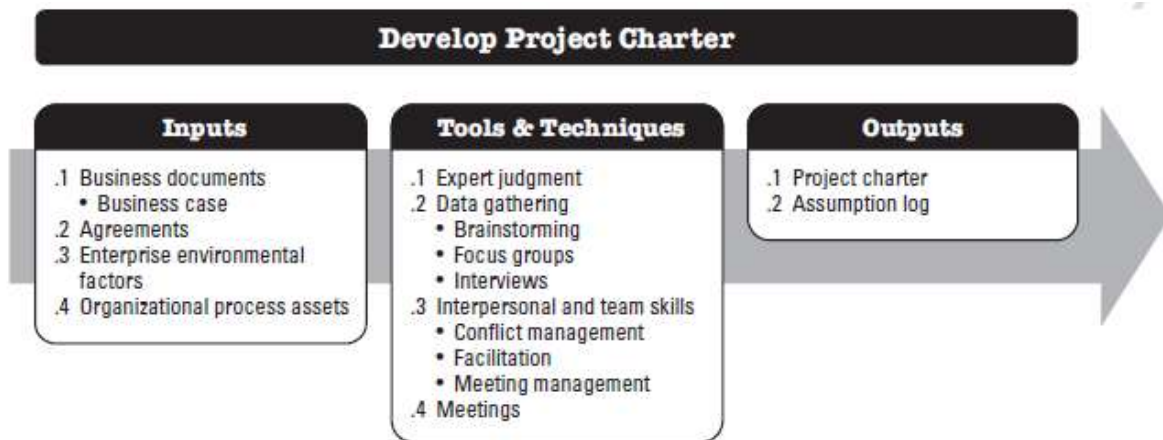 Develop Project Charter
Inputs
.1 Business documents
• Business case
.2 Agreements
.3 Enterprise environmental
factors
.4 Organizational process assets
Tools & Techniques
.1 Expert judgment
.2 Data gathering
• Brainstorming
• Focus groups
• Interviews
.3 Interpersonal and team skills
• Conflict management
• Facilitation
• Meeting management
.4 Meetings
Outputs
.1 Project charter
.2 Assumption log